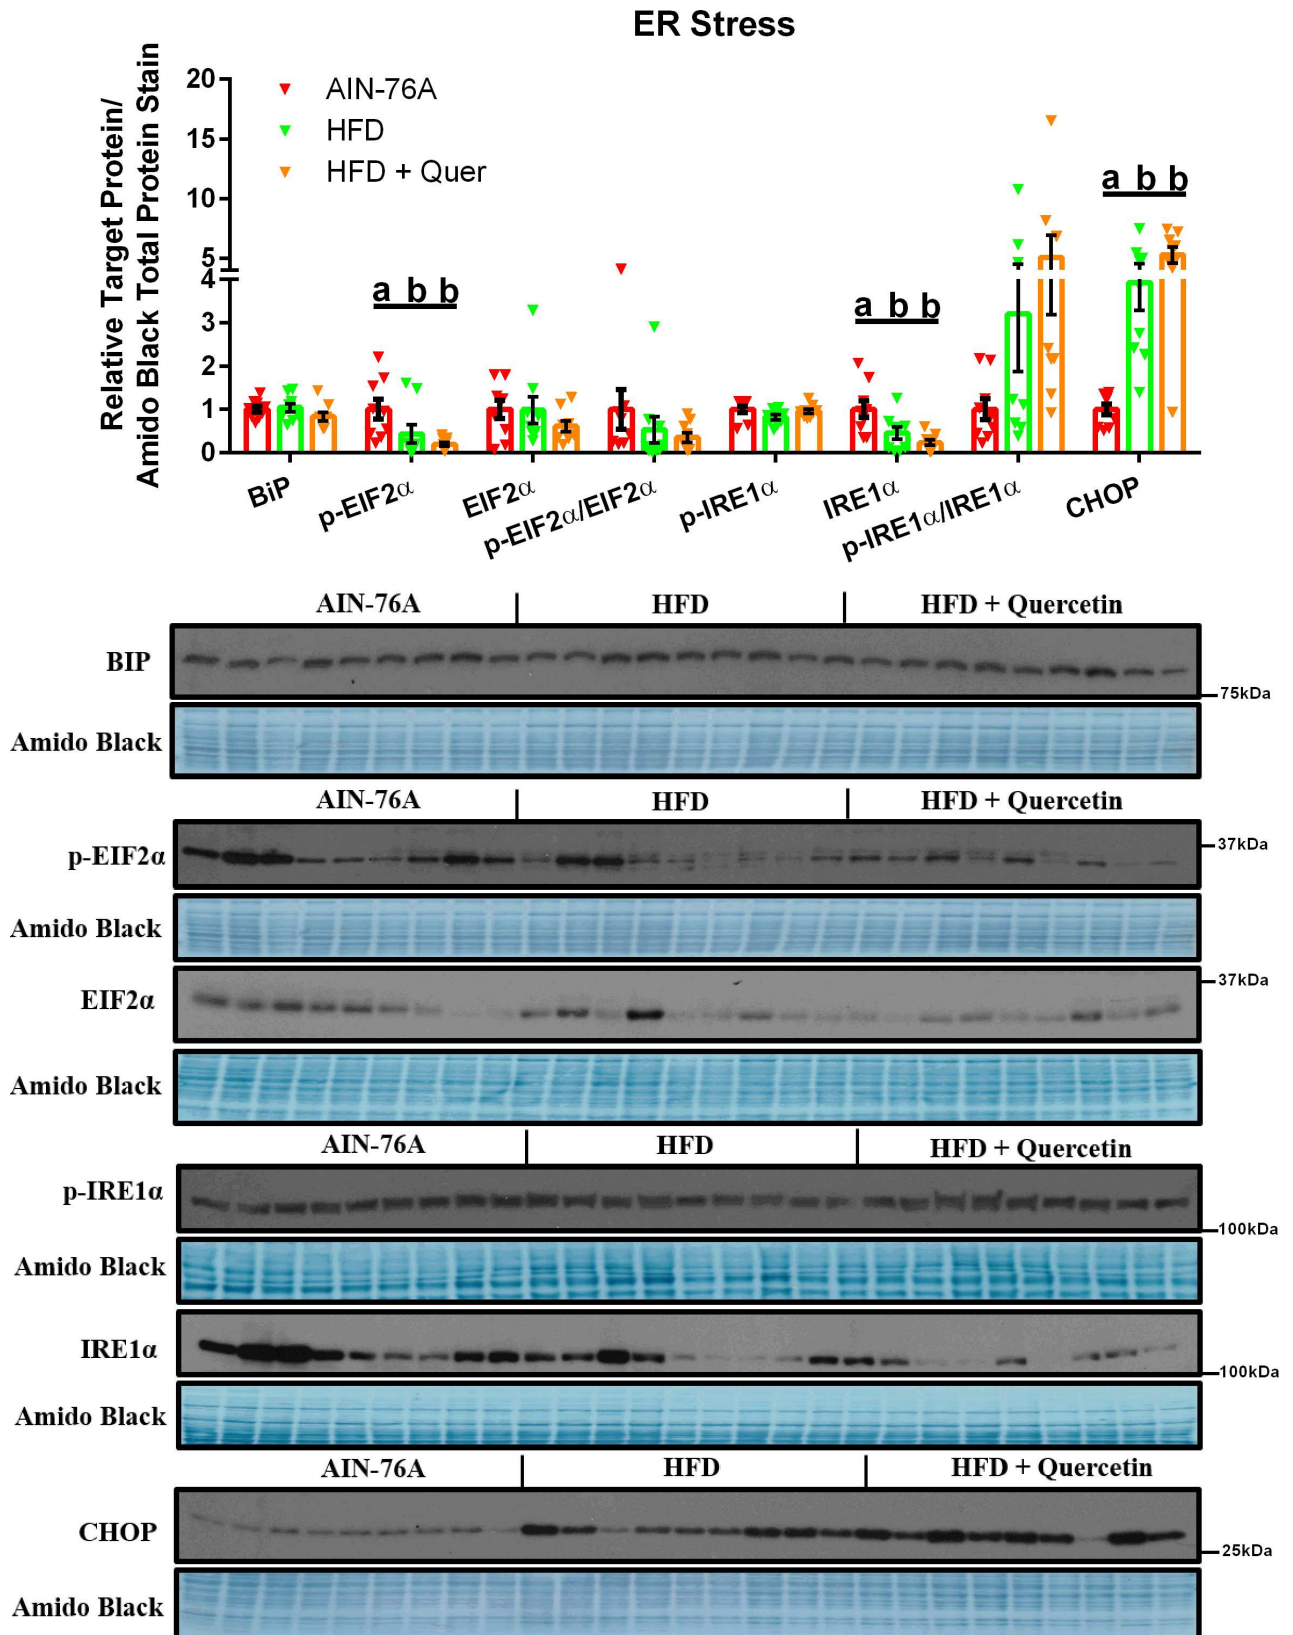 ER Stress
Relative Target Protein/
Amido Black Total Protein Stain
20
15
10
5
4
3
2
1
0
AIN-76A
HFD
HFD + Quer
a b b
a b b
a b b
BiP
p-EIF2α
EIF2α
p-EIF2α/EIF2α
p-IRE1α
IRE1α
p-IRE1α/IRE1α
CHOP
AIN-76A | HFD | HFD + Quercetin
BIP
75kDa
Amido Black
AIN-76A | HFD | HFD + Quercetin
p-EIF2α
37kDa
Amido Black
EIF2α
37kDa
Amido Black
AIN-76A | HFD | HFD + Quercetin
p-IRE1α
100kDa
Amido Black
IRE1α
100kDa
Amido Black
AIN-76A | HFD | HFD + Quercetin
CHOP
25kDa
Amido Black